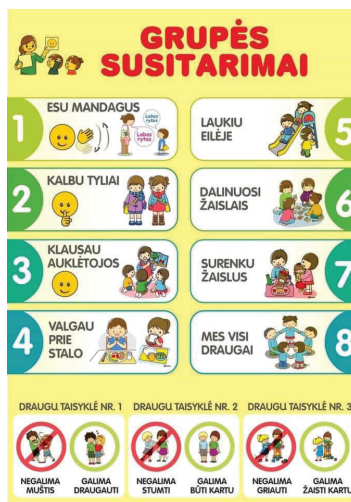 GRUPĖS
SUSITARIMAI
1
ESU MANDAGUS
Labas
rytas
Labas
rytas
2
KALBU TYLIAI
3
KLAUSAU
AUKLĖTOJOS
4
VALGAU
PRIE
STALO
LAUKIU
EILĖJE
5
DALINUOSI
ŽAISLAIS
6
SURENKU
ŽAISLUS
7
MES VISI
DRAUGAI
8
DRAUGŲ TAISYKLĖ NR. 1
NEGALIMA
MUŠTIS
GALIMA
DRAUGAUTI
DRAUGŲ TAISYKLĖ NR. 2
NEGALIMA
STUMTI
GALIMA
BŪTI KARTU
DRAUGŲ TAISYKLĖ NR. 3
NEGALIMA
GRIAUTI
GALIMA
ŽAISTI KARTU